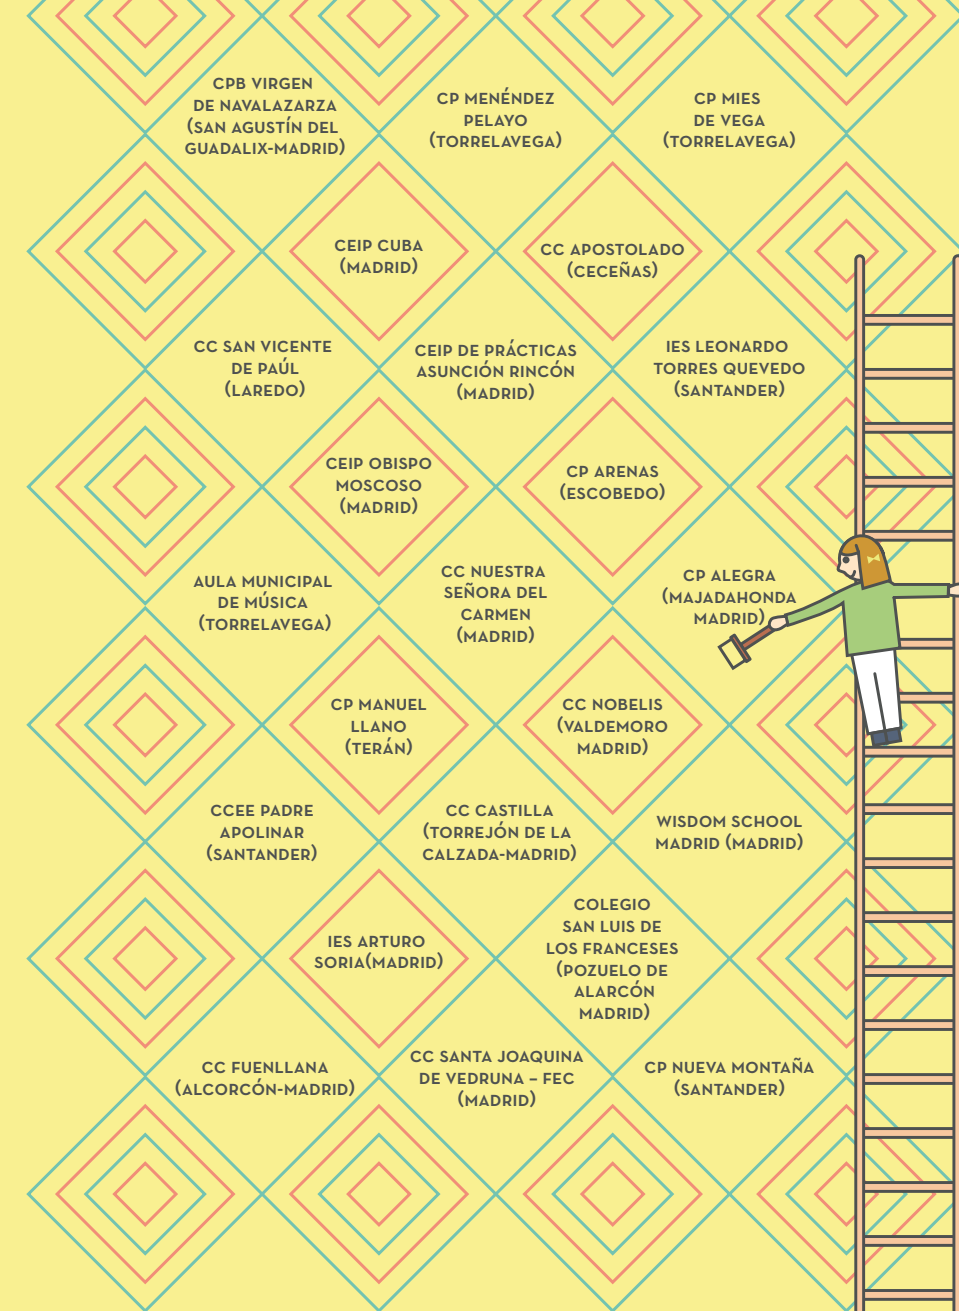 CPB VIRGEN
DE NAVALAZARZA
(SAN AGUSTÍN DEL
GUADALIX-MADRID)
CP MENÉNDEZ
PELAYO
(TORRELAVEGA)
CP MIES
DE VEGA
(TORRELAVEGA)
CEIP CUBA
(MADRID)
CC APOSTOLADO
(CECEÑAS)
CC SAN VICENTE
DE PAÚL
(LAREDO)
CEIP DE PRÁCTICAS
ASUNCIÓN RINCÓN
(MADRID)
IES LEONARDO
TORRES QUEVEDO
(SANTANDER)
CEIP OBISPO
MOSCOSO
(MADRID)
CP ARENAS
(ESCOBEDO)
AULA MUNICIPAL
DE MÚSICA
(TORRELAVEGA)
CC NUESTRA
SEÑORA DEL
CARMEN
(MADRID)
CP ALEGRA
(MAJADAHONDA
MADRID)
CP MANUEL
LLANO
(TERÁN)
CC NOBELIS
(VALDEMORO
MADRID)
CCEE PADRE
APOLINAR
(SANTANDER)
CC CASTILLA
(TORREJÓN DE LA
CALZADA-MADRID)
WISDOM SCHOOL
MADRID (MADRID)
IES ARTURO
SORIA(MADRID)
COLEGIO
SAN LUIS DE
LOS FRANCESES
(POZUELO DE
ALARCÓN
MADRID)
CC FUENLLANA
(ALCORCÓN-MADRID)
CC SANTA JOAQUINA
DE VEDRUNA – FEC
(MADRID)
CP NUEVA MONTAÑA
(SANTANDER)